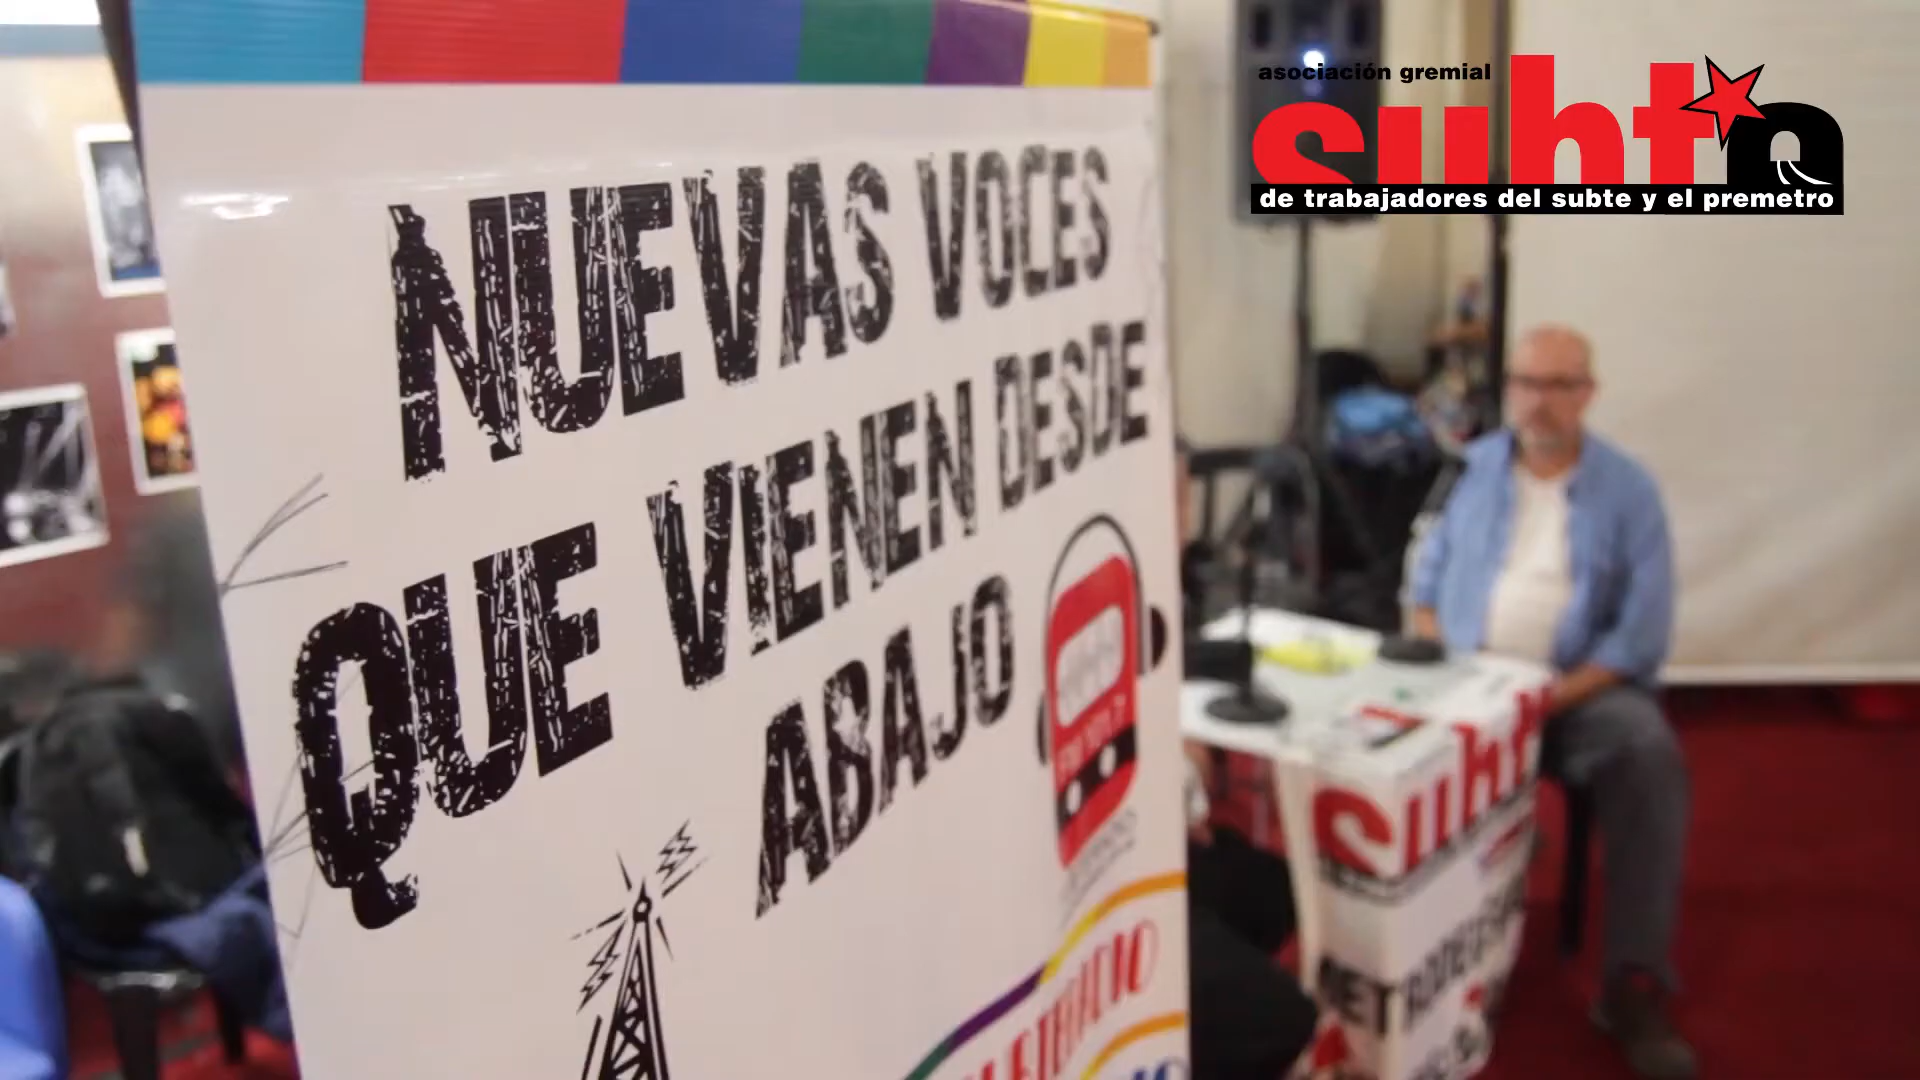 asociación gremial
subte
de trabajadores del subte y el premetro
NUEVAS VOCES
QUE VIENEN DESDE
ABAJO
subte